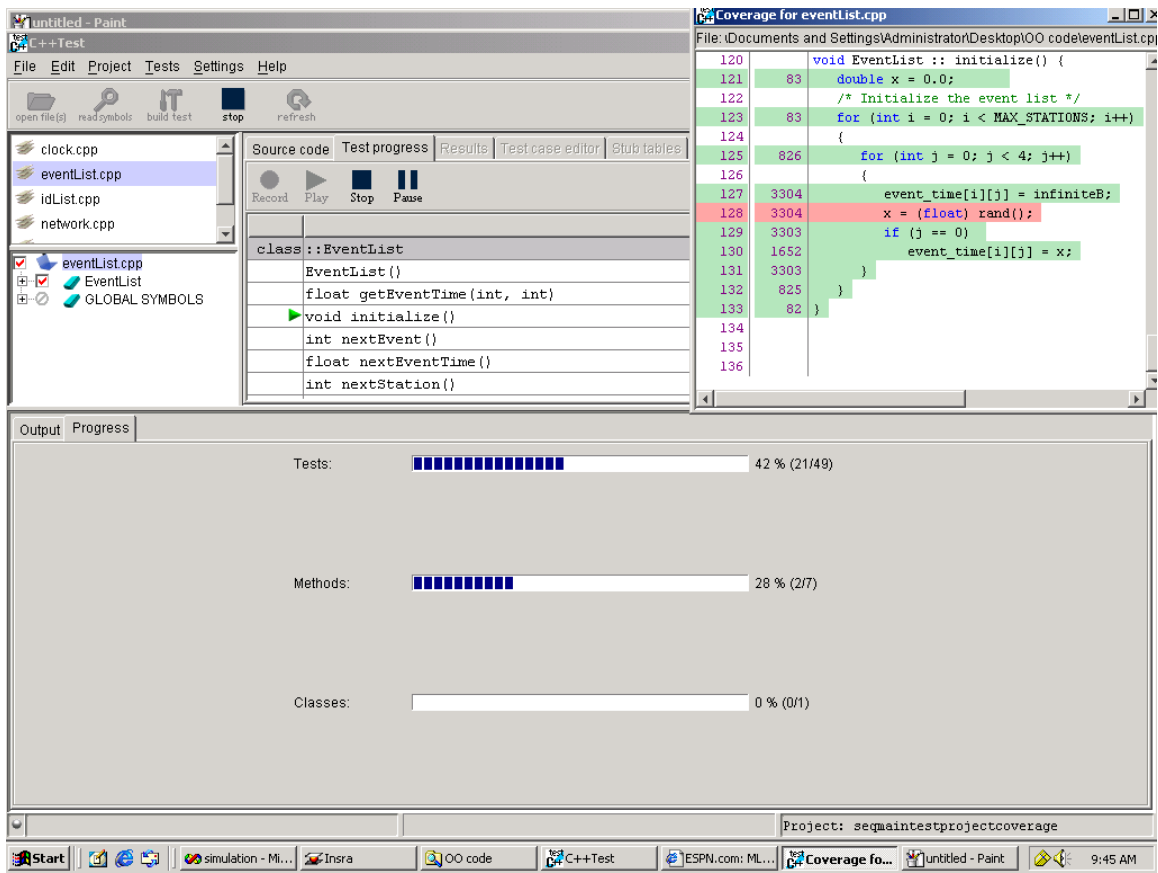 untitled - Paint
C++Test
File Edit Project Tests Settings Help
open file(s) read symbols build test stop refresh
clock.cpp
eventList.cpp
idList.cpp
network.cpp
eventList.cpp
EventList
GLOBAL SYMBOLS
Source code Test progress Results Test case editor Stub tables
Record Play Stop Pause
class::EventList
EventList()
float getEventTime(int, int)
void initialize()
int nextEvent()
float nextEventTime()
int nextStation()
Coverage for eventList.cpp
File: \Documents and Settings\Administrator\Desktop\OO code\eventList.cpp
120 void EventList :: initialize() {
121 83 double x = 0.0;
122 /* Initialize the event list */
123 83 for (int i = 0; i < MAX_STATIONS; i++)
124 {
125 826 for (int j = 0; j < 4; j++)
126 {
127 3304 event_time[i][j] = infiniteB;
128 3304 x = (float) rand();
129 3303 if (j == 0)
130 1652 event_time[i][j] = x;
131 3303 }
132 825 }
133 82 }
134
135
136
Output Progress
Tests: 42 % (21/49)
Methods: 28 % (2/7)
Classes: 0 % (0/1)
Project: seqmaintestprojectcoverage
Start simulation - Mi... Insra OO code C++Test ESPN.com: ML... Coverage fo... untitled - Paint 9:45 AM